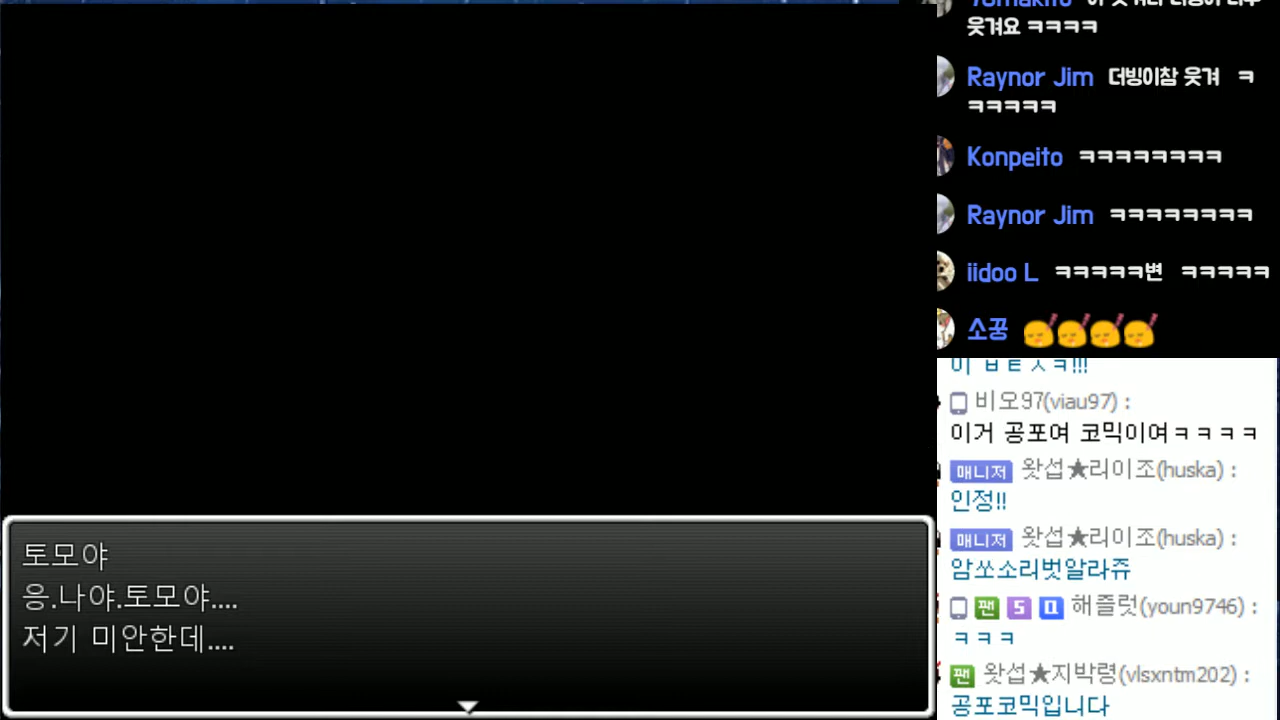 웃겨요 ㅋㅋㅋㅋ
Raynor Jim 더빙이참 웃겨 ㅋ
ㅋㅋㅋㅋㅋ
Konpeito ㅋㅋㅋㅋㅋㅋㅋㅋ
Raynor Jim ㅋㅋㅋㅋㅋㅋㅋㅋ
iidoo L ㅋㅋㅋㅋㅋ변 ㅋㅋㅋㅋㅋ
소꿍
비오97(viau97) :
이거 공포여 코믹이여ㅋㅋㅋㅋ
매니저 왓섭★리이조(huska) :
인정!!
매니저 왓섭★리이조(huska) :
암쏘소리벗알라쥬
팬 5 해즐럿(youn9746) :
ㅋㅋㅋ
팬 왓섭★지박령(vlsxntm202) :
공포코믹입니다
토모야
응.나야.토모야....
저기 미안한데....